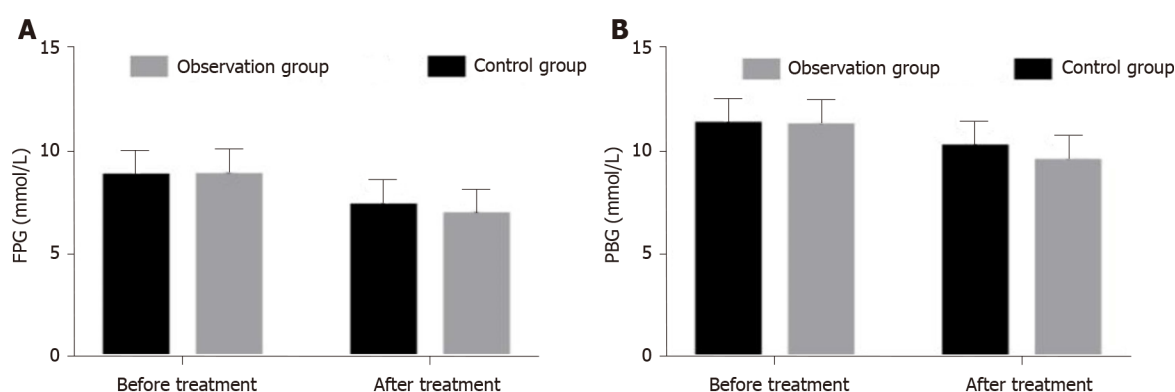 A
15
10
5
0
FPG (mmol/L)
Observation group
Control group
Before treatment
After treatment
B
15
10
5
0
PBG (mmol/L)
Observation group
Control group
Before treatment
After treatment